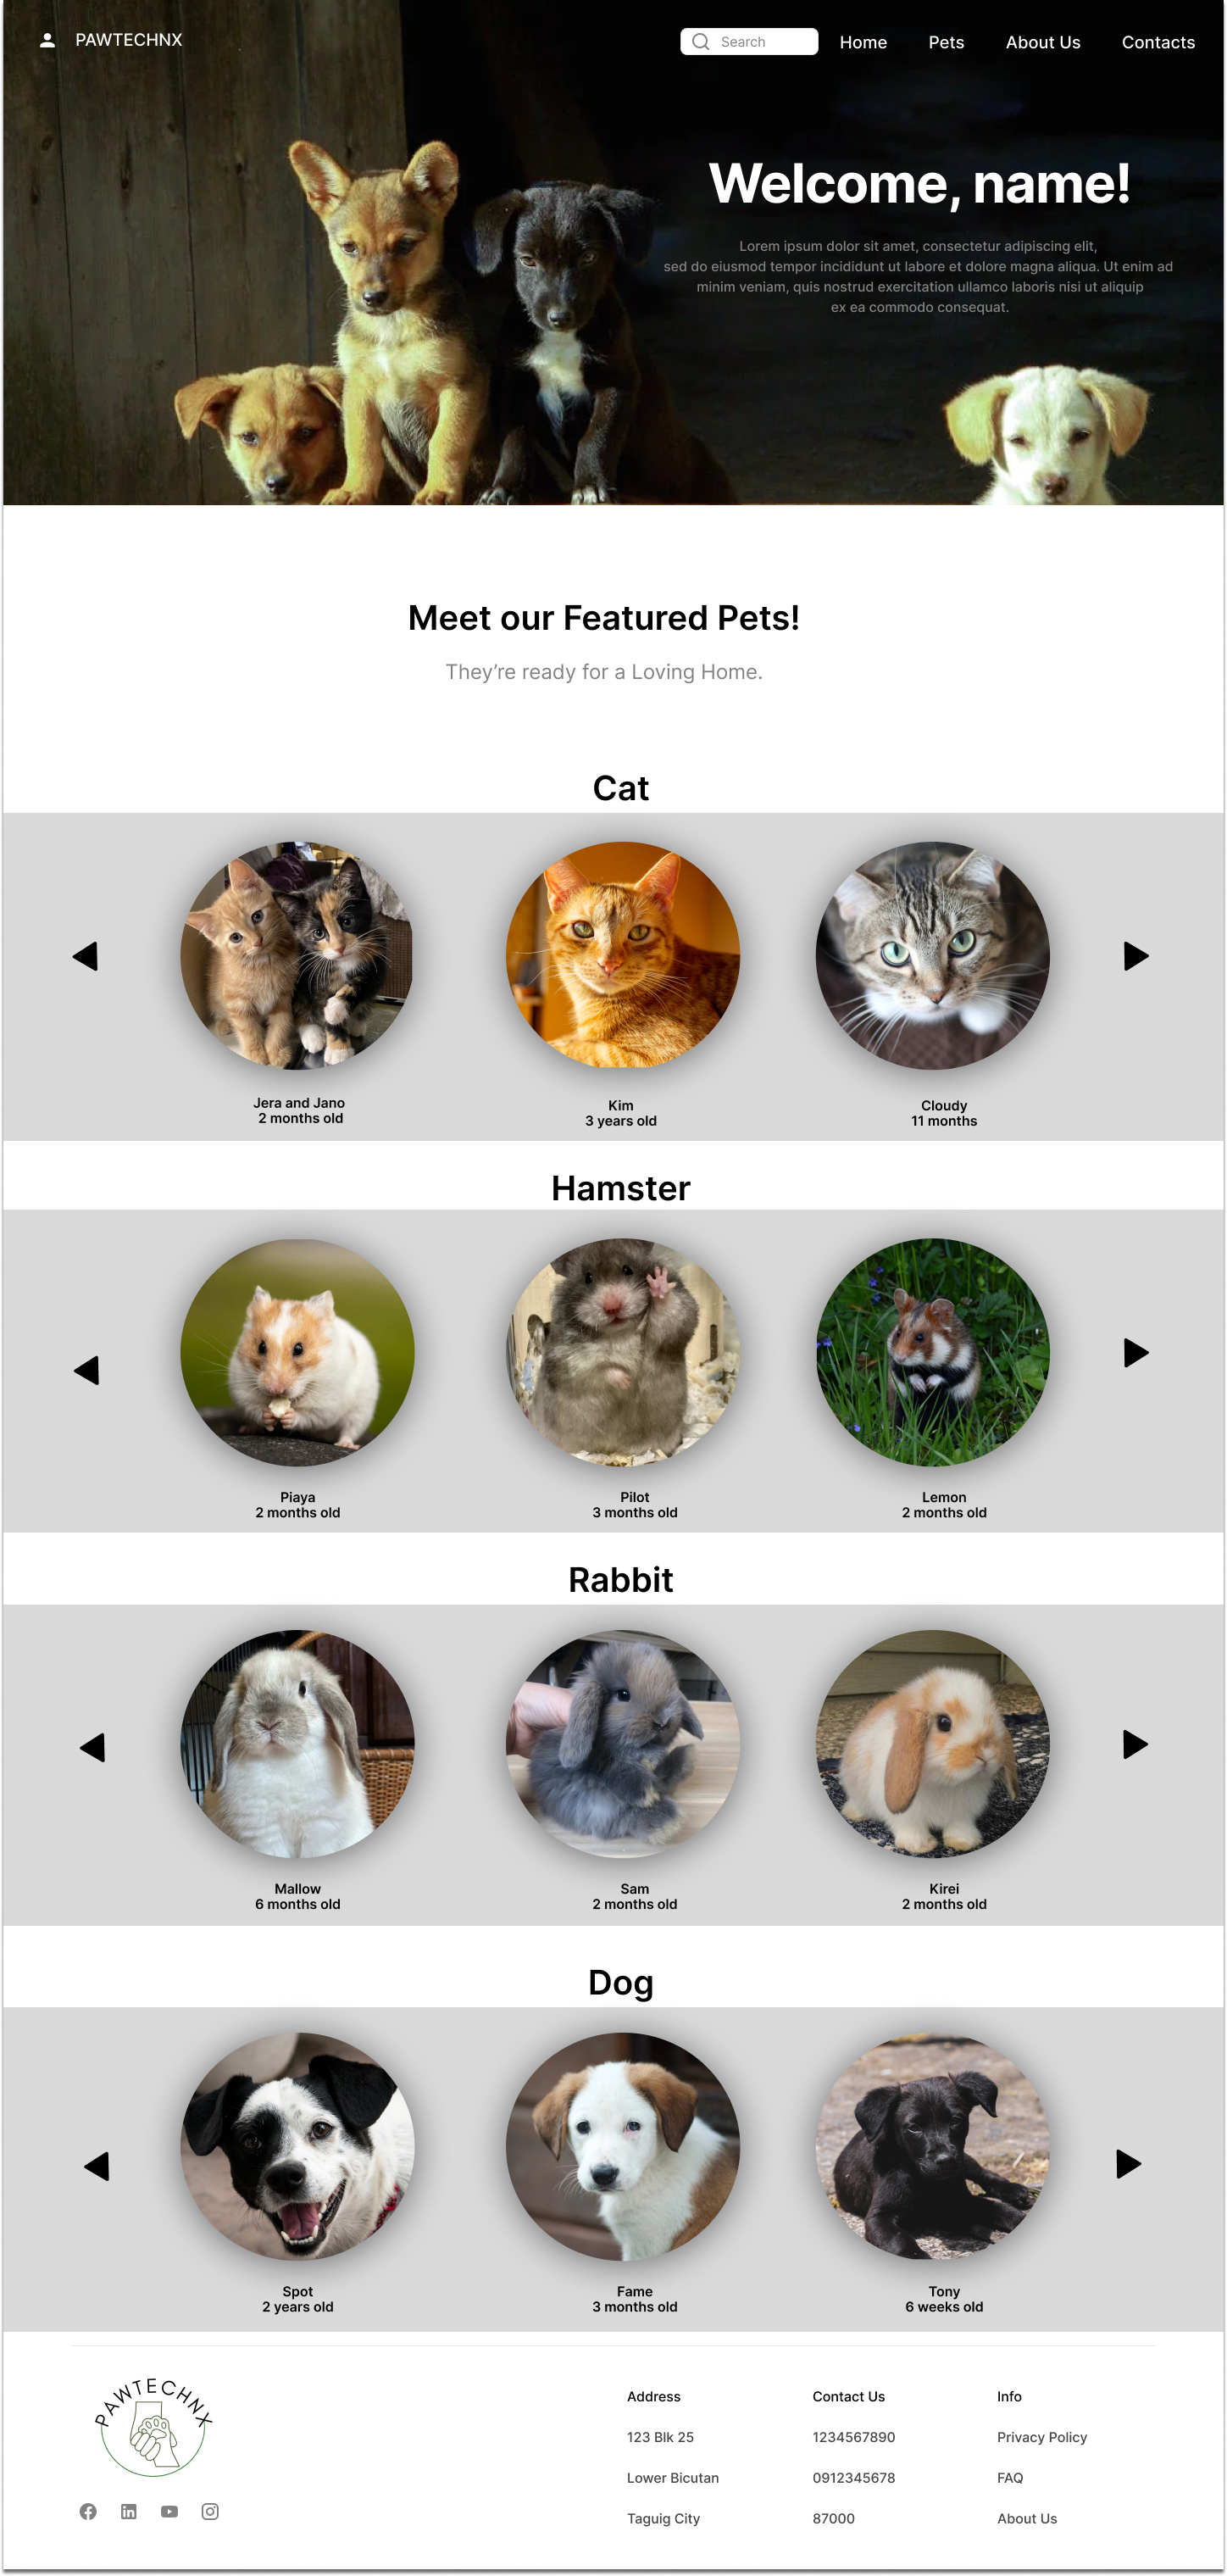 PAWTECHNX
Search
Home
Pets
About Us
Contacts
Welcome, name!
Lorem ipsum dolor sit amet, consectetur adipiscing elit,
sed do eiusmod tempor incididunt ut labore et dolore magna aliqua. Ut enim ad
minim veniam, quis nostrud exercitation ullamco laboris nisi ut aliquip
ex ea commodo consequat.
Meet our Featured Pets!
They’re ready for a Loving Home.
Cat
Jera and Jano
2 months old
Kim
3 years old
Cloudy
11 months
Hamster
Piaya
2 months old
Pilot
3 months old
Lemon
2 months old
Rabbit
Mallow
6 months old
Sam
2 months old
Kirei
2 months old
Dog
Spot
2 years old
Fame
3 months old
Tony
6 weeks old
PAWTECHNX
Address
123 Blk 25
Lower Bicutan
Taguig City
Contact Us
1234567890
0912345678
87000
Info
Privacy Policy
FAQ
About Us